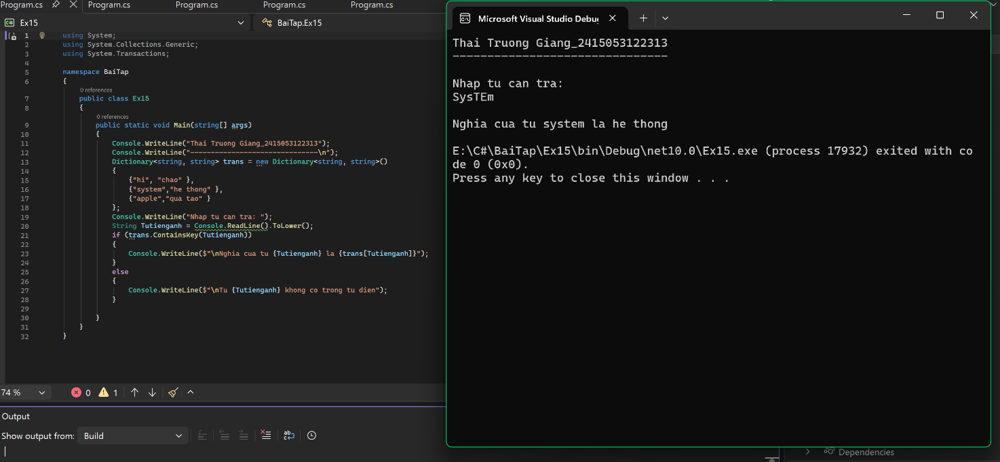 Program.cs Program.cs Program.cs Program.cs Program.cs
Ex15 BaiTap.Ex15
1 using System;
2 using System.Collections.Generic;
3 using System.Transactions;
4
5 namespace BaiTap
6 {
0 references
7 public class Ex15
8 {
0 references
9 public static void Main(string[] args)
10 {
11 Console.WriteLine("Thai Truong Giang_2415053122313");
12 Console.WriteLine("-------------------------------\n");
13 Dictionary<string, string> trans = new Dictionary<string, string>()
14 {
15 {"hi", "chao" },
16 {"system","he thong" },
17 {"apple","qua tao" }
18 };
19 Console.WriteLine("Nhap tu can tra: ");
20 String Tutienganh = Console.ReadLine().ToLower();
21 if (trans.ContainsKey(Tutienganh))
22 {
23 Console.WriteLine($"\nNghia cua tu {Tutienganh} la {trans[Tutienganh]}");
24 }
25 else
26 {
27 Console.WriteLine($"\nTu {Tutienganh} khong co trong tu dien");
28 }
29
30 }
31 }
32 }
74 % 0 1
Output
Show output from: Build
Microsoft Visual Studio Debug
Thai Truong Giang_2415053122313
-------------------------------
Nhap tu can tra:
SysTEm
Nghia cua tu system la he thong
E:\C#\BaiTap\Ex15\bin\Debug\net10.0\Ex15.exe (process 17932) exited with co
de 0 (0x0).
Press any key to close this window . . .
Dependencies